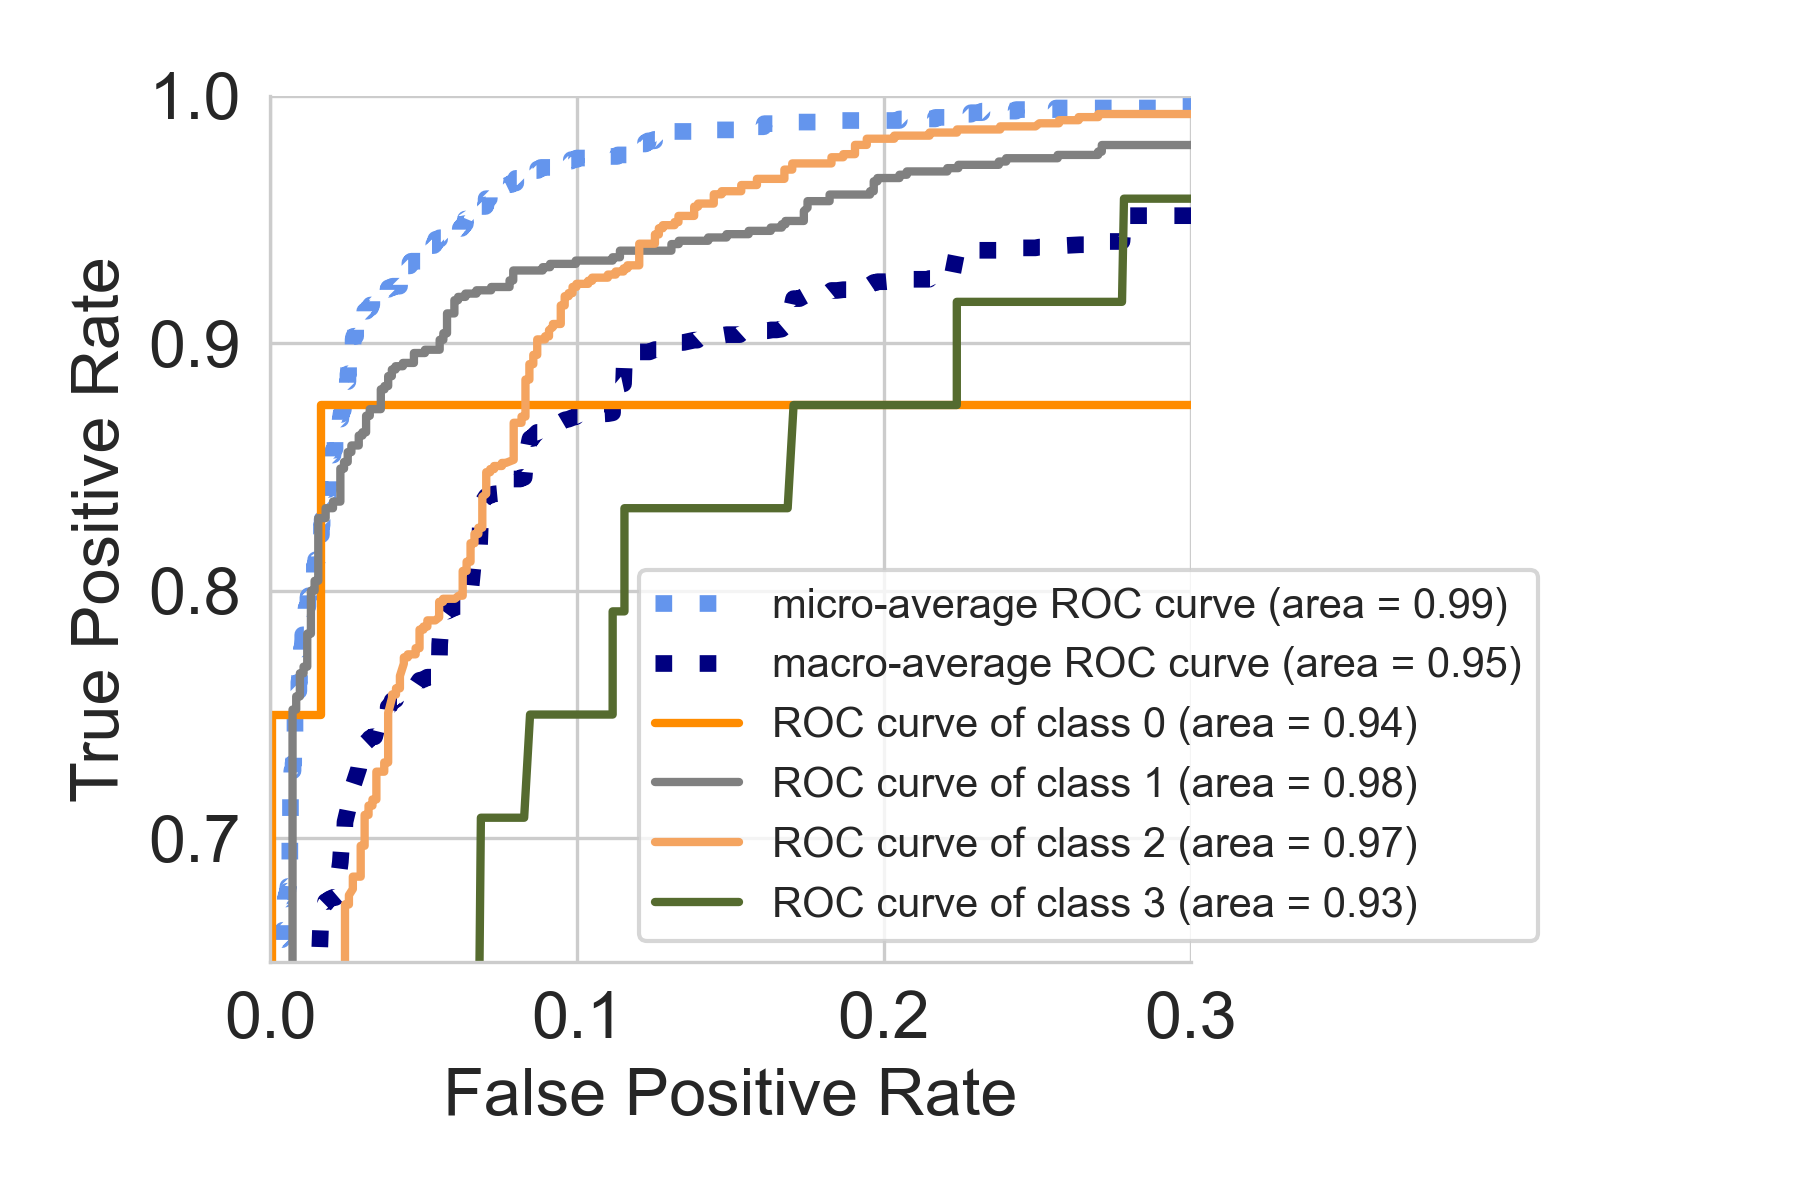 1.0
0.9
0.8
0.7
True Positive Rate
micro-average ROC curve (area = 0.99)
macro-average ROC curve (area = 0.95)
ROC curve of class 0 (area = 0.94)
ROC curve of class 1 (area = 0.98)
ROC curve of class 2 (area = 0.97)
ROC curve of class 3 (area = 0.93)
0.0 0.1 0.2 0.3
False Positive Rate